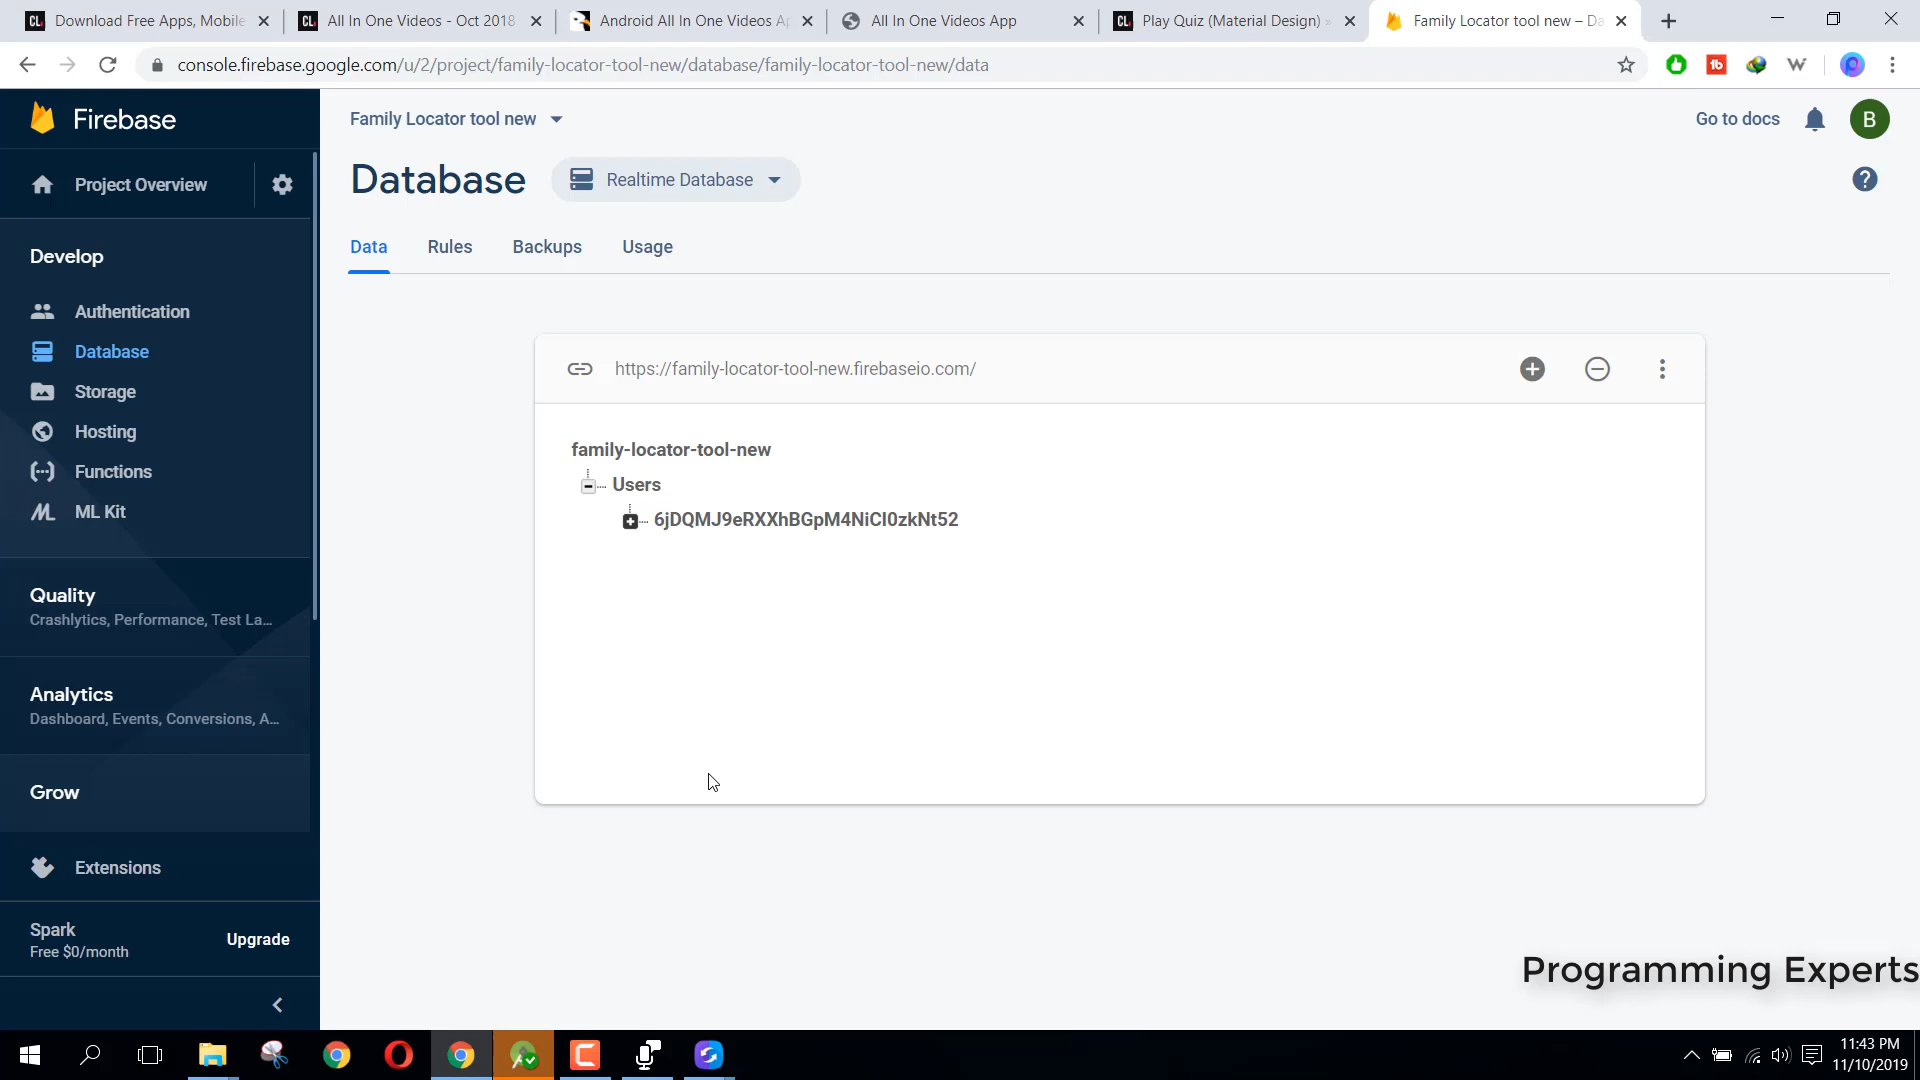 Download Free Apps, Mobile
All In One Videos - Oct 2018
Android All In One Videos Ap
All In One Videos App
Play Quiz (Material Design) »
Family Locator tool new – Da
console.firebase.google.com/u/2/project/family-locator-tool-new/database/family-locator-tool-new/data
Firebase
Family Locator tool new
Go to docs
B
Project Overview
Database
Realtime Database
Data
Rules
Backups
Usage
Develop
Authentication
Database
Storage
Hosting
Functions
ML Kit
https://family-locator-tool-new.firebaseio.com/
family-locator-tool-new
Users
6jDQMJ9eRXXhBGpM4NiCI0zkNt52
Quality
Crashlytics, Performance, Test La...
Analytics
Dashboard, Events, Conversions, A...
Grow
Extensions
Spark
Free $0/month
Upgrade
Programming Experts
11:43 PM
11/10/2019